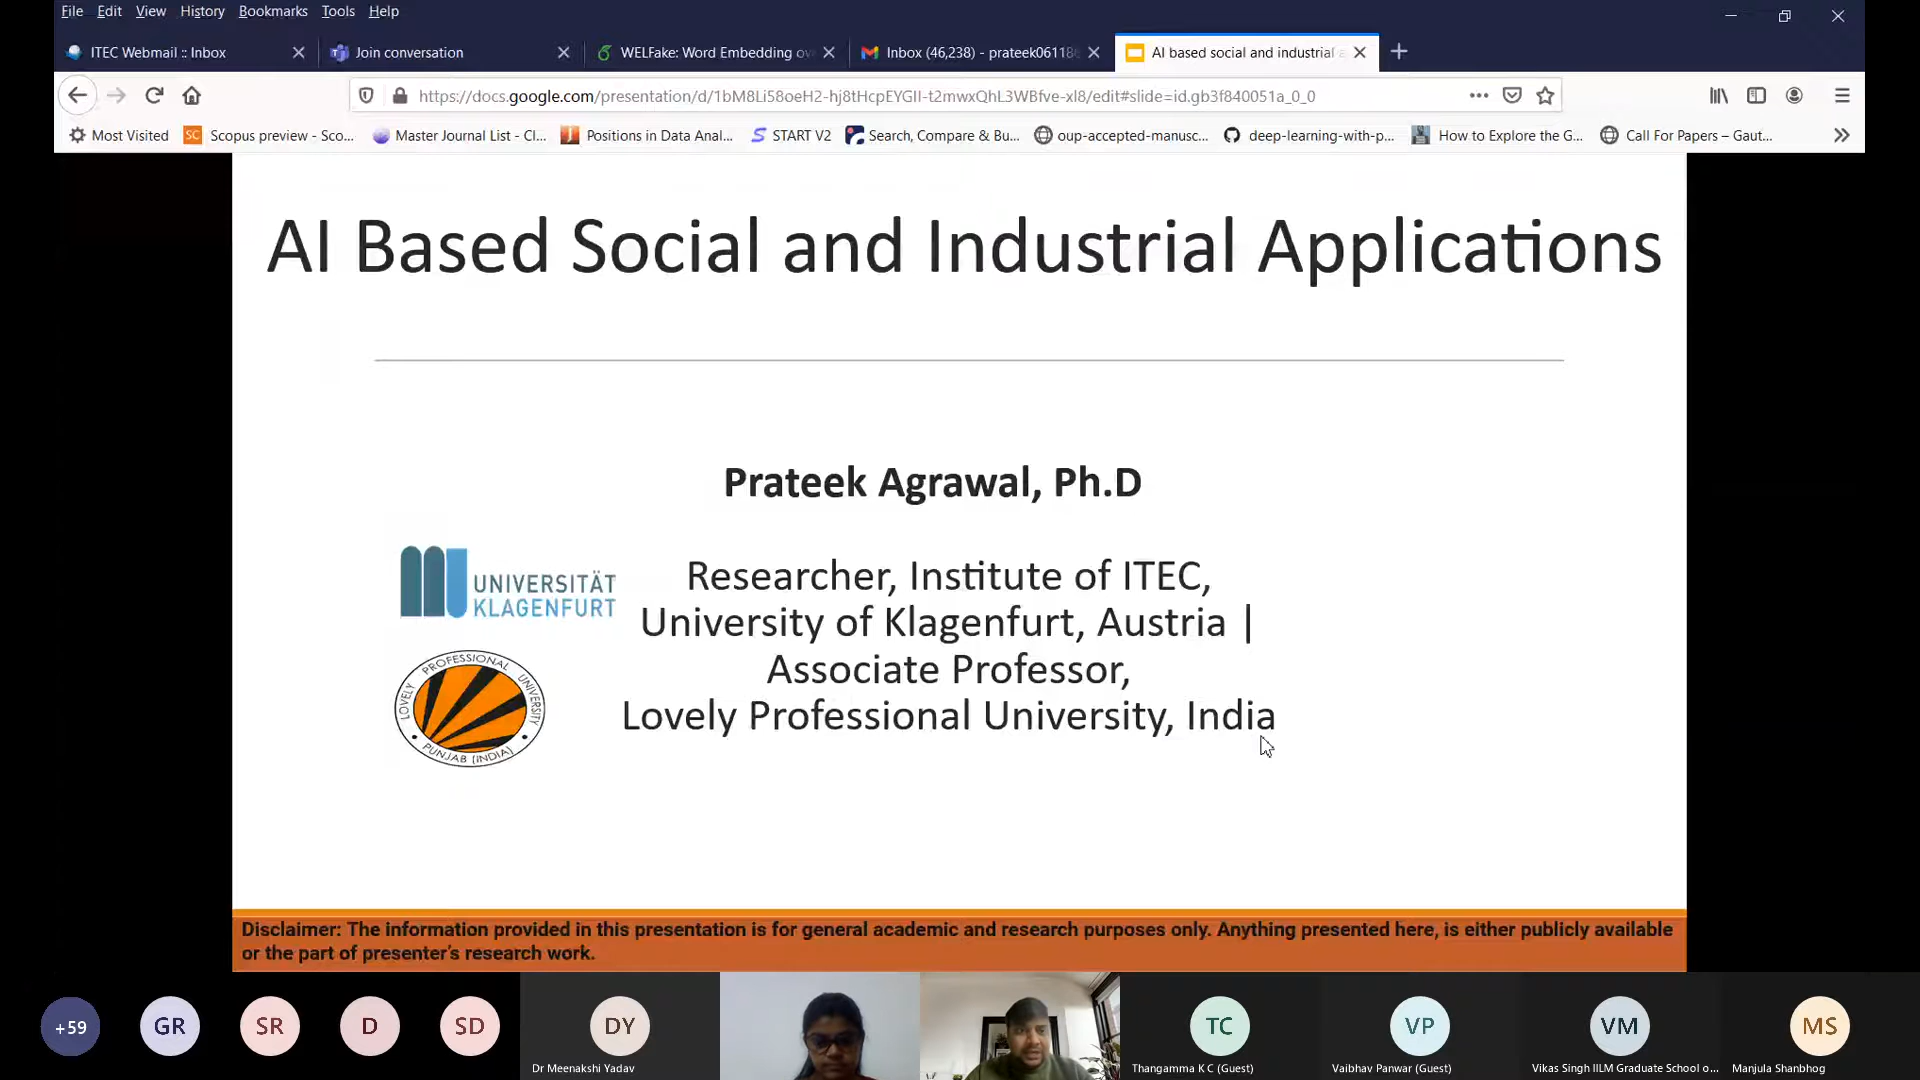 File Edit View History Bookmarks Tools Help
ITEC Webmail :: Inbox
Join conversation
WELFake: Word Embedding ov
Inbox (46,238) - prateek06118
AI based social and industrial
https://docs.google.com/presentation/d/1bM8Li58oeH2-hj8tHcpEYGII-t2mwxQhL3WBfve-xI8/edit#slide=id.gb3f840051a_0_0
Most Visited
SC Scopus preview - Sco...
Master Journal List - Cl...
Positions in Data Anal...
START V2
Search, Compare & Bu...
oup-accepted-manusc...
deep-learning-with-p...
How to Explore the G...
Call For Papers – Gaut...
AI Based Social and Industrial Applications
Prateek Agrawal, Ph.D
UNIVERSITÄT
KLAGENFURT
Researcher, Institute of ITEC,
University of Klagenfurt, Austria |
Associate Professor,
Lovely Professional University, India
LOVELY PROFESSIONAL UNIVERSITY
PUNJAB (INDIA)
Disclaimer: The information provided in this presentation is for general academic and research purposes only. Anything presented here, is either publicly available
or the part of presenter's research work.
+59
GR
SR
D
SD
DY
TC
VP
VM
MS
Dr Meenakshi Yadav
Thangamma K C (Guest)
Vaibhav Panwar (Guest)
Vikas Singh IILM Graduate School o...
Manjula Shanbhog